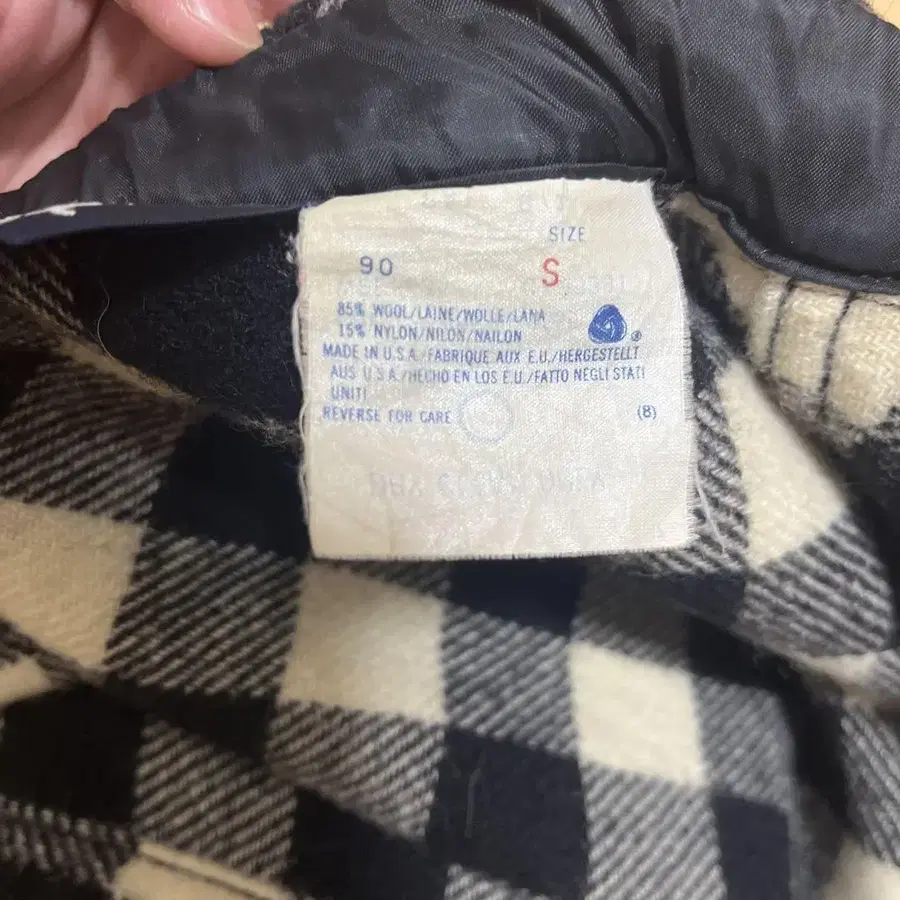 SIZE
90 S
85% WOOL/LAINE/WOLLE/LANA
15% NYLON/NILON/NAILON
MADE IN U.S.A./FABRIQUE AUX E.U./HERGESTELLT
AUS U.S.A./HECHO EN LOS E.U./FATTO NEGLI STATI
UNITI
REVERSE FOR CARE (8)